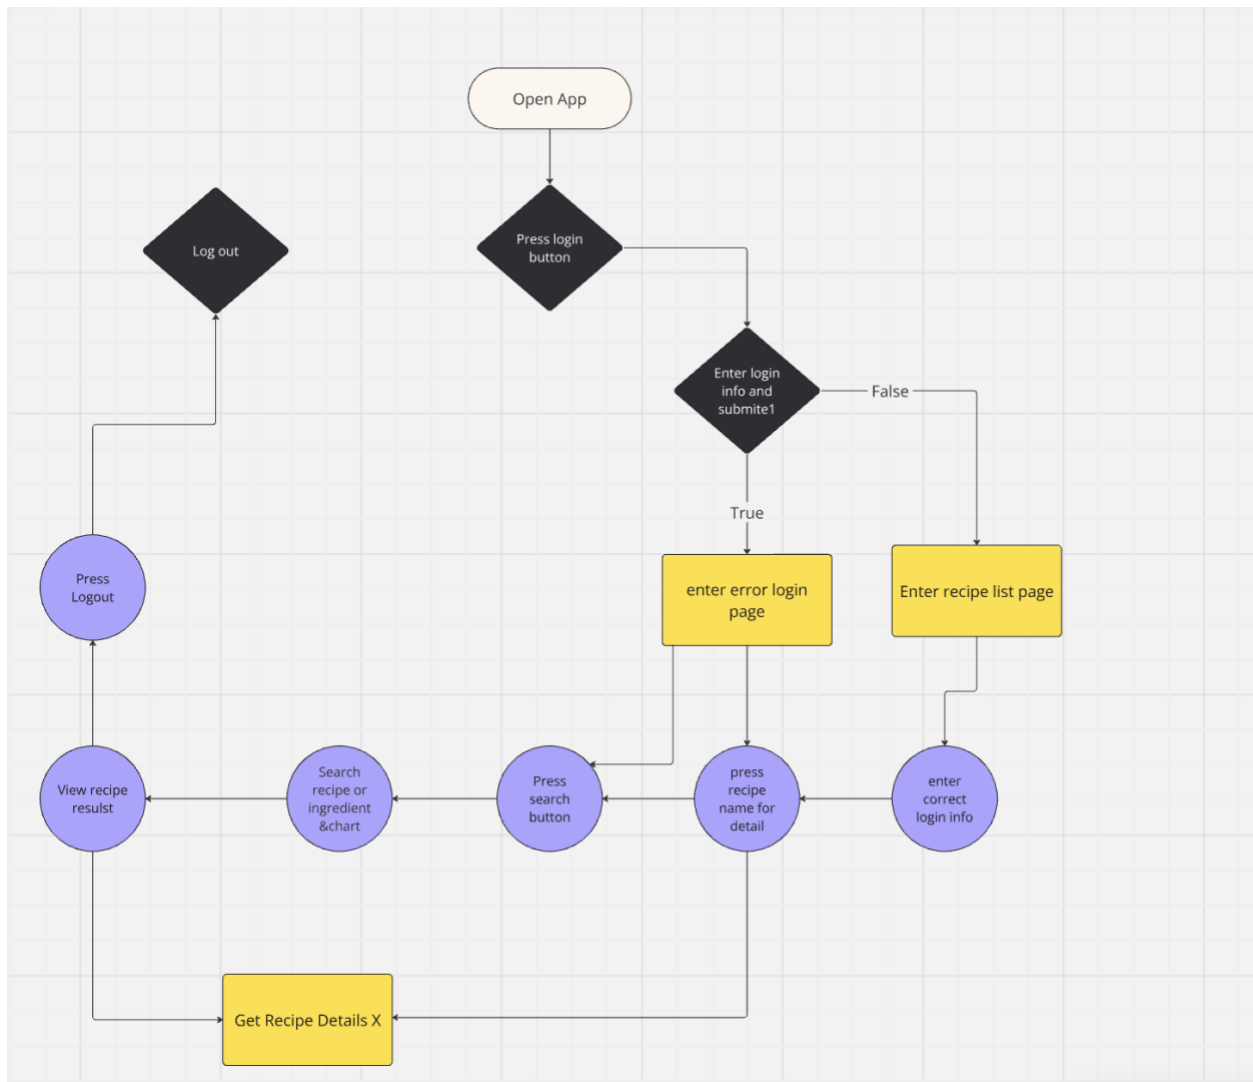 Open App
Press login
button
Log out
Enter login
info and
submite1
False
True
enter error login
page
Enter recipe list page
Press
Logout
View recipe
resulst
Search
recipe or
ingredient
&chart
Press
search
button
press
recipe
name for
detail
enter
correct
login info
Get Recipe Details X